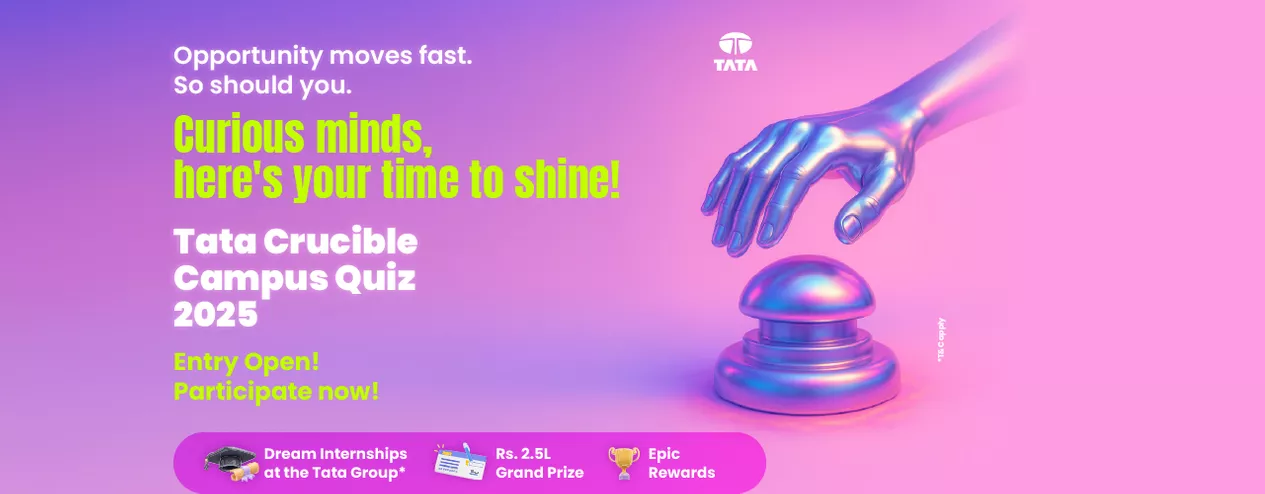 Opportunity moves fast.
So should you.
TATA
Curious minds,
here's your time to shine!
Tata Crucible
Campus Quiz
2025
Entry Open!
Participate now!
*T&C apply
Dream Internships
at the Tata Group*
Rs. 2.5L
Grand Prize
Epic
Rewards